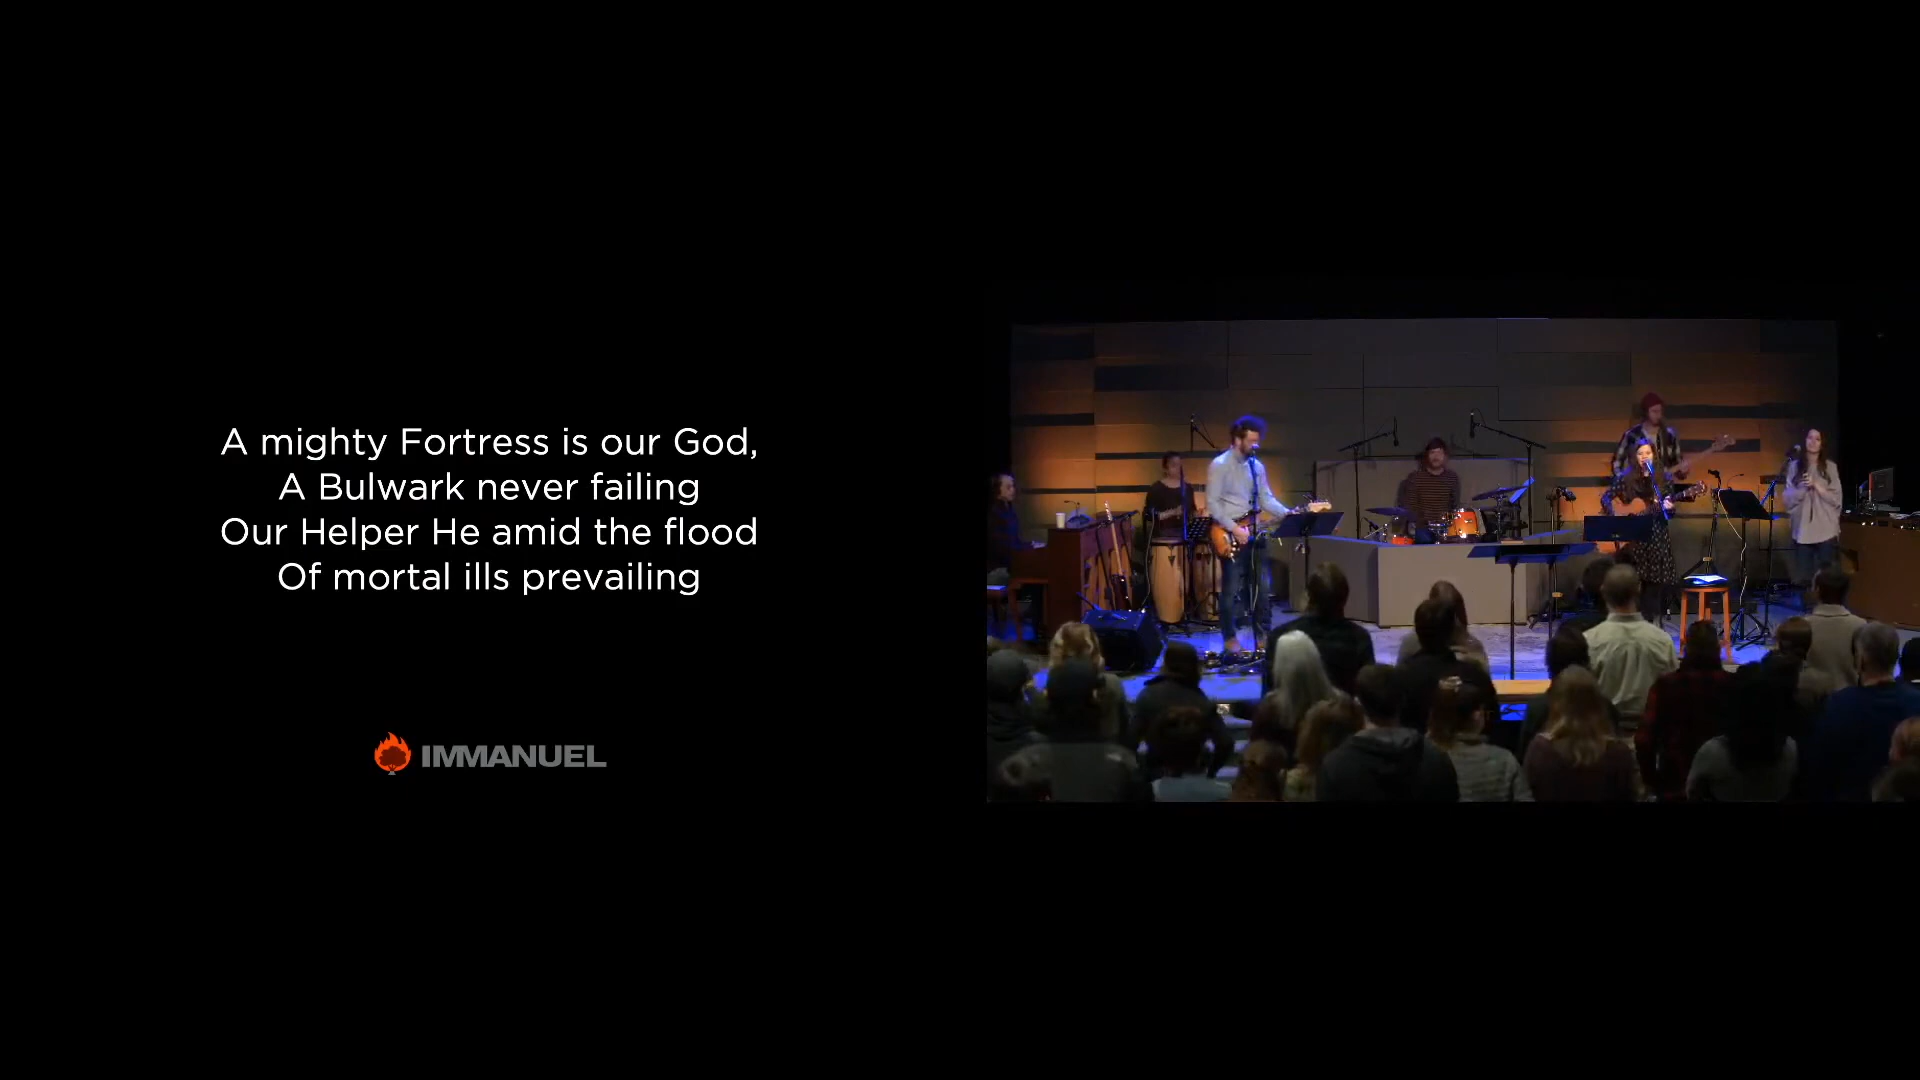 A mighty Fortress is our God,
A Bulwark never failing
Our Helper He amid the flood
Of mortal ills prevailing
IMMANUEL